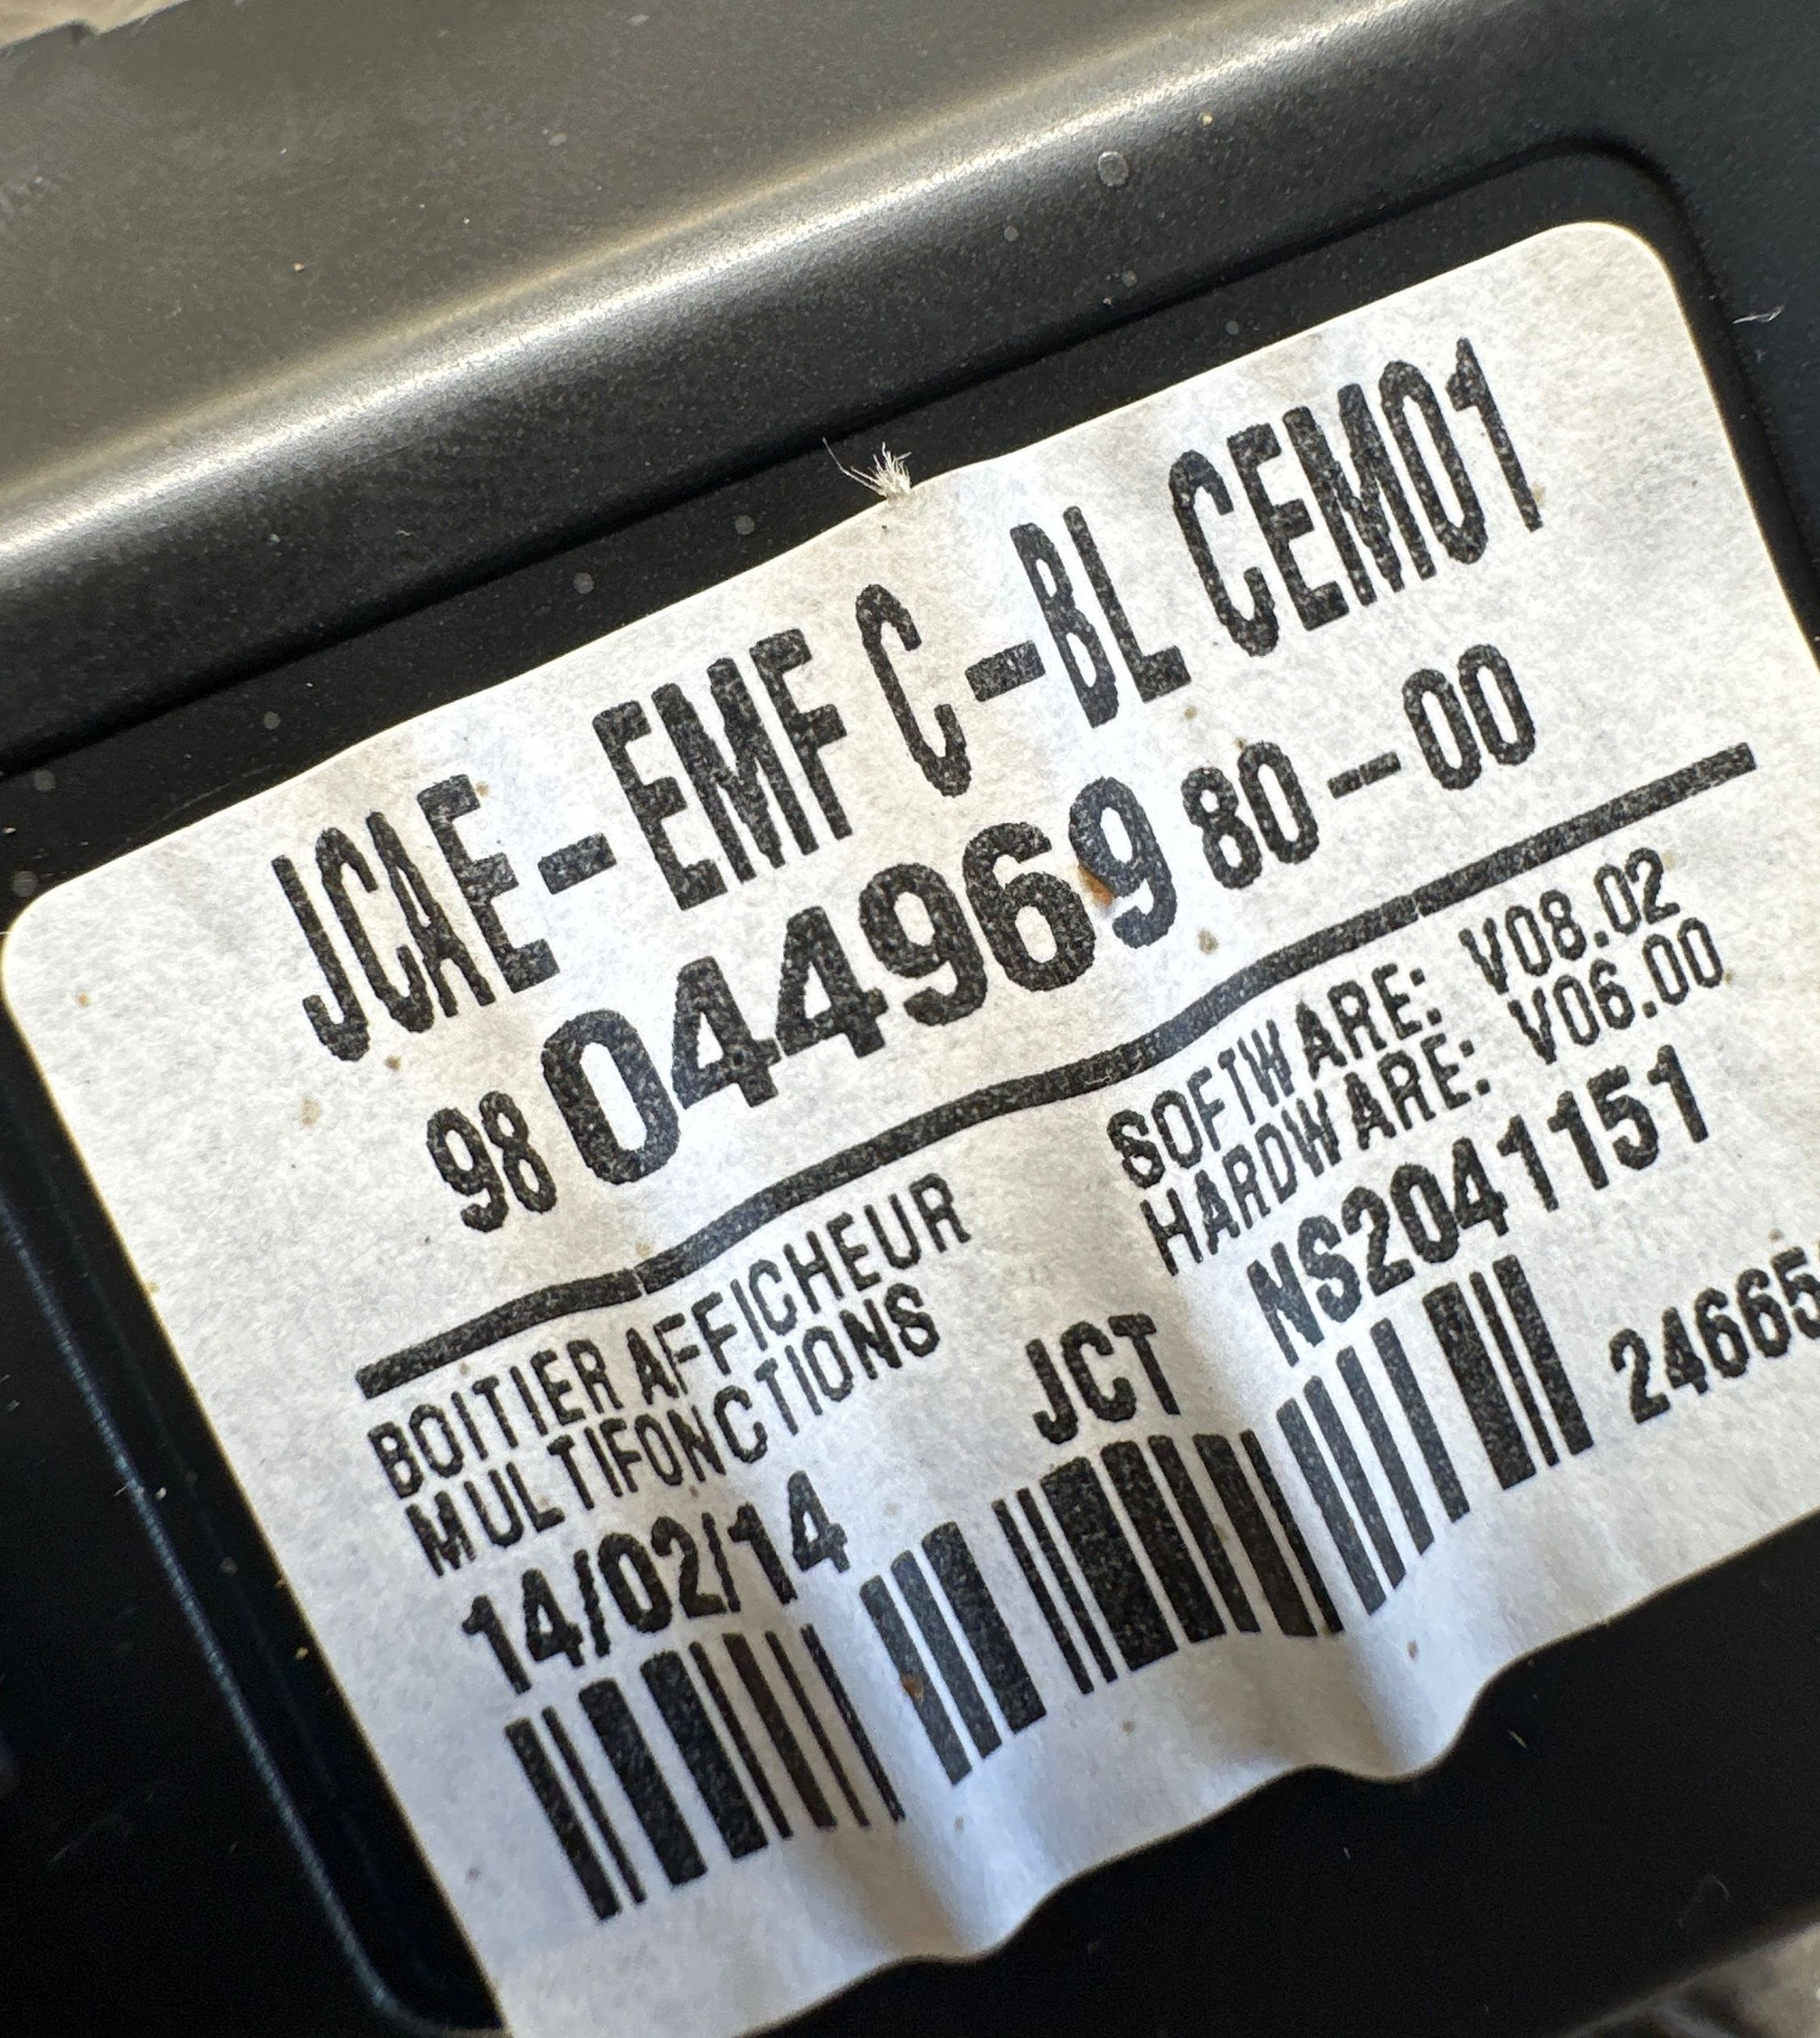 JCAE-EMF C-BL CEM01
98 044969 80-00
BOITIER AFFICHEUR
MULTIFONCTIONS
SOFTWARE: V08.02
HARDWARE: V06.00
14/02/14
JCT
NS2041151